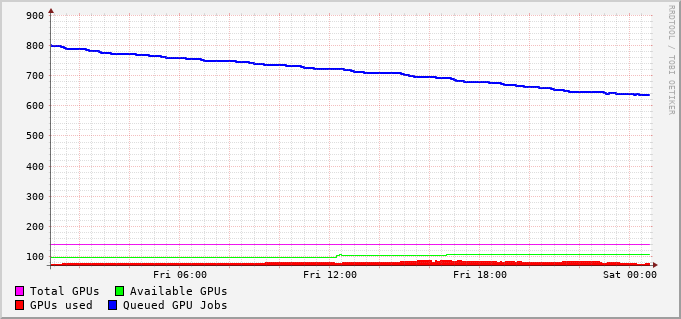 900
800
700
600
500
400
300
200
100
Fri 06:00 Fri 12:00 Fri 18:00 Sat 00:00
Total GPUs Available GPUs
GPUs used Queued GPU Jobs
RRDTOOL / TOBI OETIKER